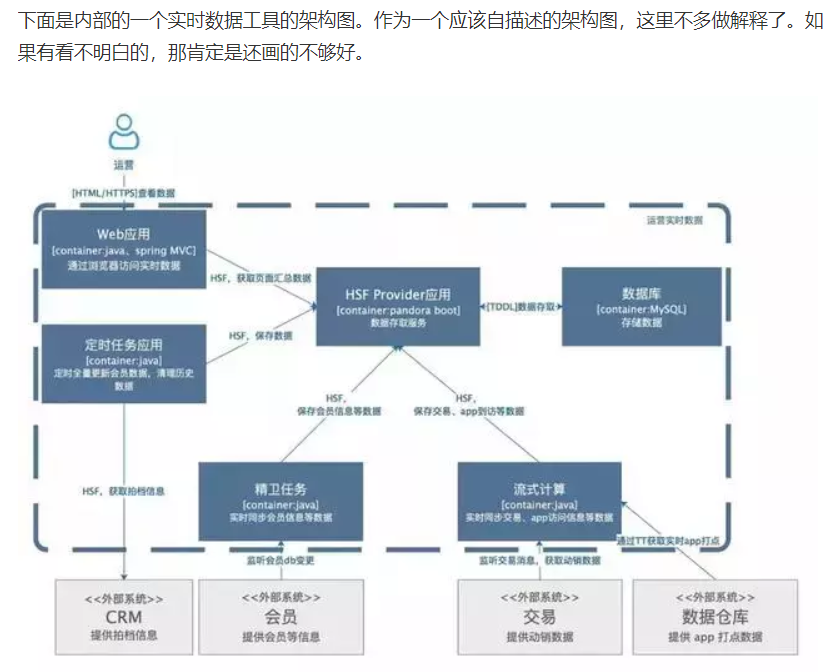 下面是内部的一个实时数据工具的架构图。作为一个应该自描述的架构图，这里不多做解释了。如
果有看不明白的，那肯定是还画的不够好。
运营
[HTML/HTTPS]查看数据
运营实时数据
Web应用
[container:java、spring MVC]
通过浏览器访问实时数据
HSF，获取页面汇总数据
HSF Provider应用
[container:pandora boot]
数据存取服务
[TDDL]数据存取
数据库
[container:MySQL]
存储数据
HSF，保存数据
定时任务应用
[container:java]
定时全量更新会员数据，清理历史
数据
HSF，
保存会员信息等数据
HSF，
保存交易、app到访等数据
HSF，获取拍档信息
精卫任务
[container:java]
实时同步会员信息等数据
流式计算
[container:java]
实时同步交易、app访问信息等数据
通过TT获取实时app打点
监听会员db变更
监听交易消息，获取动销数据
<<外部系统>>
CRM
提供拍档信息
<<外部系统>>
会员
提供会员等信息
<<外部系统>>
交易
提供动销数据
<<外部系统>>
数据仓库
提供 app 打点数据